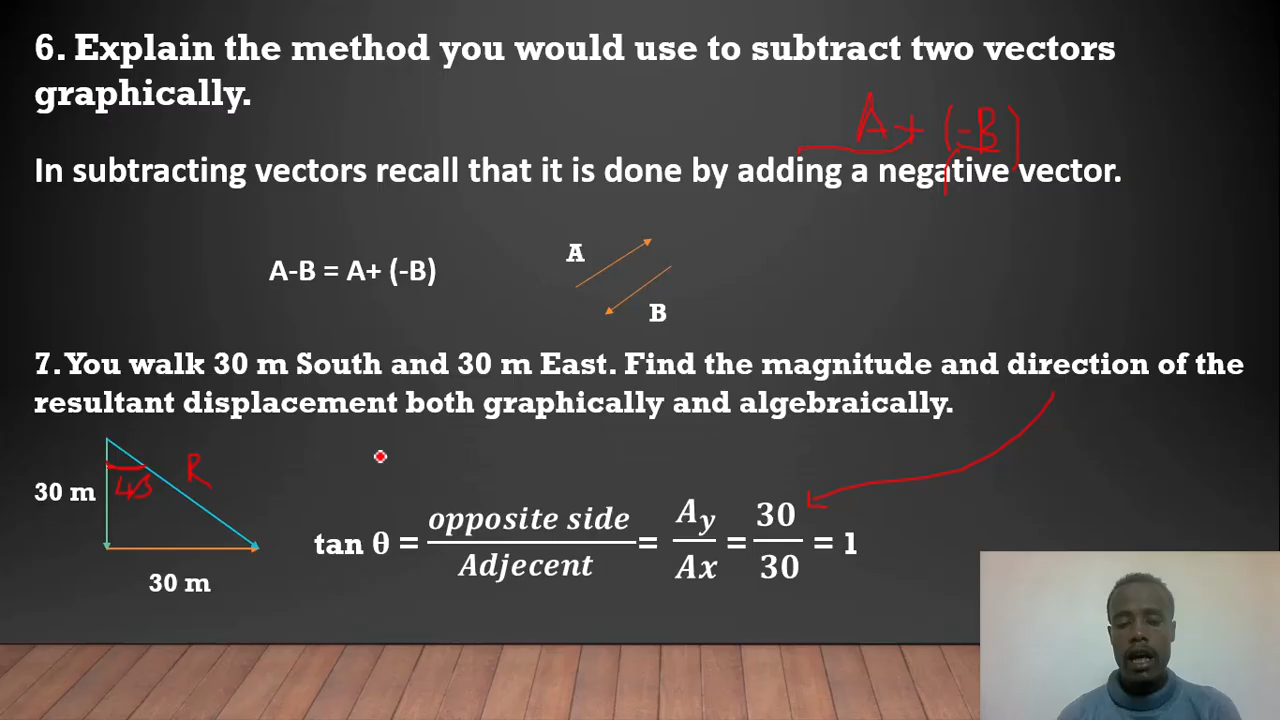 6. Explain the method you would use to subtract two vectors
graphically.
A + (-B)
In subtracting vectors recall that it is done by adding a negative vector.
A-B = A+ (-B)
A
B
7. You walk 30 m South and 30 m East. Find the magnitude and direction of the
resultant displacement both graphically and algebraically.
R
30 m
30 m
tan θ = opposite side / Adjecent = Ay / Ax = 30 / 30 = 1